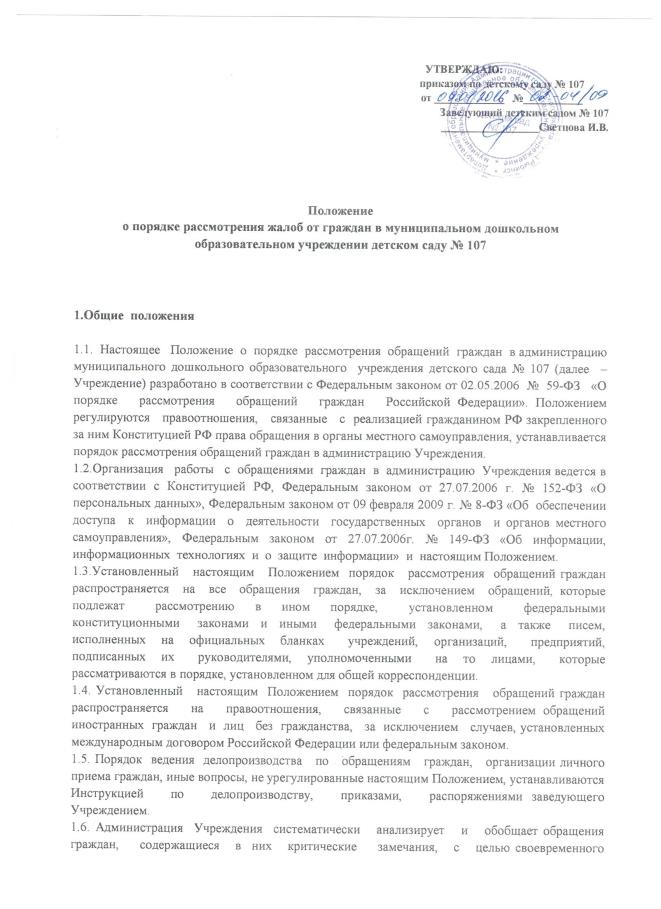 УТВЕРЖДАЮ:
приказом по детскому саду № 107
от №
Заведующий детским садом № 107
Светнова И.В.
Положение
о порядке рассмотрения жалоб от граждан в муниципальном дошкольном
образовательном учреждении детском саду № 107
1.Общие положения
1.1. Настоящее Положение о порядке рассмотрения обращений граждан в администрацию
муниципального дошкольного образовательного учреждения детского сада № 107 (далее –
Учреждение) разработано в соответствии с Федеральным законом от 02.05.2006 № 59-ФЗ «О
порядке рассмотрения обращений граждан Российской Федерации». Положением
регулируются правоотношения, связанные с реализацией гражданином РФ закрепленного
за ним Конституцией РФ права обращения в органы местного самоуправления, устанавливается
порядок рассмотрения обращений граждан в администрацию Учреждения.
1.2.Организация работы с обращениями граждан в администрацию Учреждения ведется в
соответствии с Конституцией РФ, Федеральным законом от 27.07.2006 г. № 152-ФЗ «О
персональных данных», Федеральным законом от 09 февраля 2009 г. № 8-ФЗ «Об обеспечении
доступа к информации о деятельности государственных органов и органов местного
самоуправления», Федеральным законом от 27.07.2006г. № 149-ФЗ «Об информации,
информационных технологиях и о защите информации» и настоящим Положением.
1.3.Установленный настоящим Положением порядок рассмотрения обращений граждан
распространяется на все обращения граждан, за исключением обращений, которые
подлежат рассмотрению в ином порядке, установленном федеральными
конституционными законами и иными федеральными законами, а также писем,
исполненных на официальных бланках учреждений, организаций, предприятий,
подписанных их руководителями, уполномоченными на то лицами, которые
рассматриваются в порядке, установленном для общей корреспонденции.
1.4. Установленный настоящим Положением порядок рассмотрения обращений граждан
распространяется на правоотношения, связанные с рассмотрением обращений
иностранных граждан и лиц без гражданства, за исключением случаев, установленных
международным договором Российской Федерации или федеральным законом.
1.5. Порядок ведения делопроизводства по обращениям граждан, организации личного
приема граждан, иные вопросы, не урегулированные настоящим Положением, устанавливаются
Инструкцией по делопроизводству, приказами, распоряжениями заведующего
Учреждением.
1.6. Администрация Учреждения систематически анализирует и обобщает обращения
граждан, содержащиеся в них критические замечания, с целью своевременного